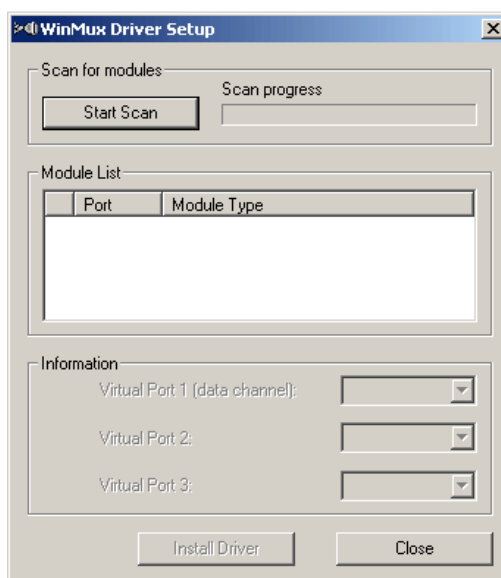 WinMux Driver Setup
Scan for modules
Scan progress
Start Scan
Module List
Port Module Type
Information
Virtual Port 1 (data channel):
Virtual Port 2:
Virtual Port 3:
Install Driver Close